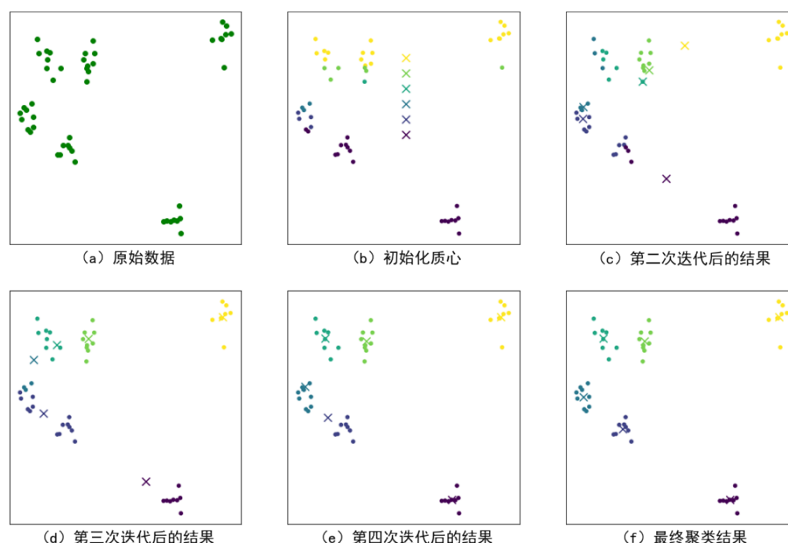 （a）原始数据
（b）初始化质心
（c）第二次迭代后的结果
（d）第三次迭代后的结果
（e）第四次迭代后的结果
（f）最终聚类结果